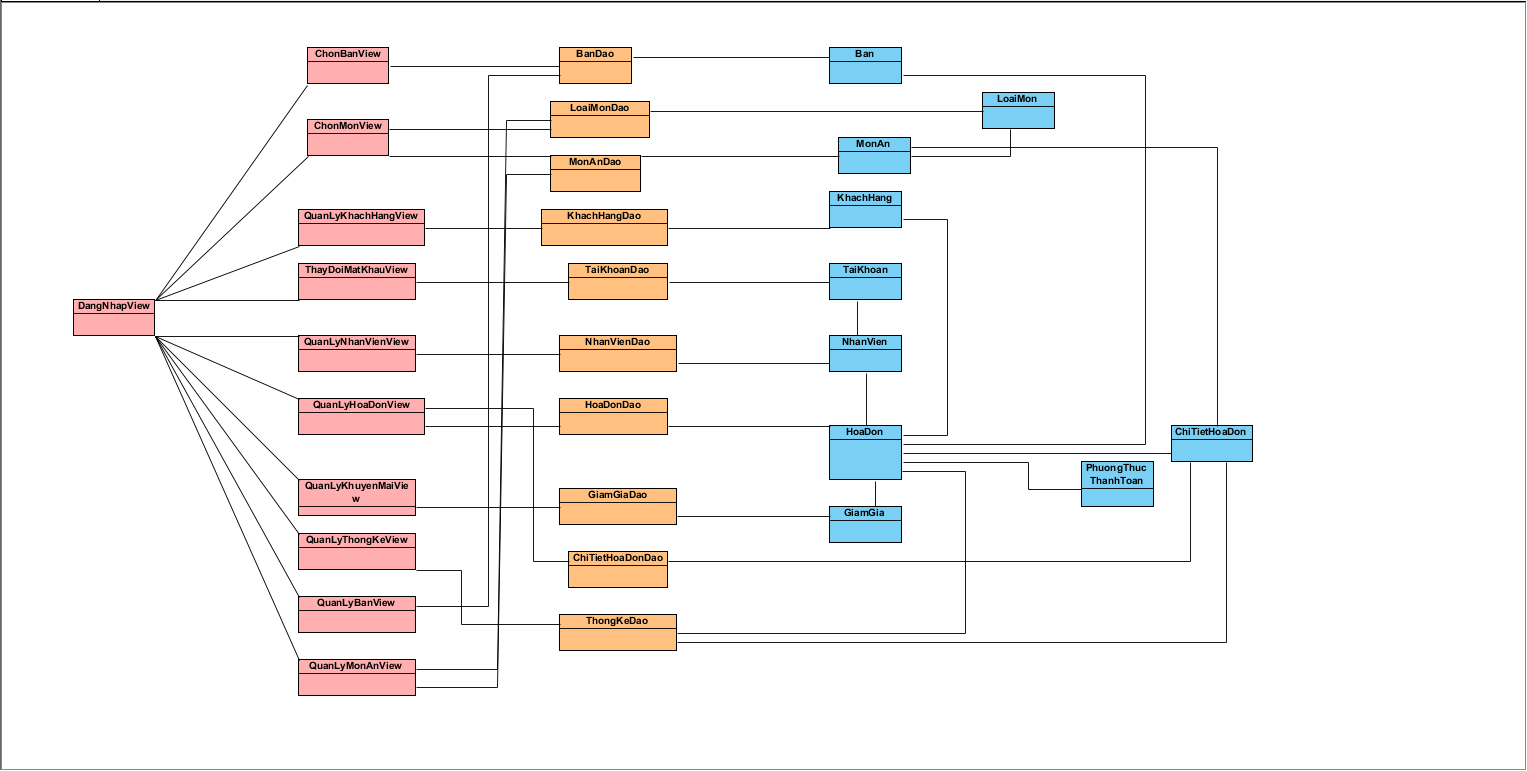 ChonBanView
BanDao
Ban
LoaiMonDao
LoaiMon
ChonMonView
MonAnDao
MonAn
KhachHang
QuanLyKhachHangView
KhachHangDao
ThayDoiMatKhauView
TaiKhoanDao
TaiKhoan
DangNhapView
QuanLyNhanVienView
NhanVienDao
NhanVien
QuanLyHoaDonView
HoaDonDao
HoaDon
ChiTietHoaDon
PhuongThuc
ThanhToan
QuanLyKhuyenMaiVie
w
GiamGiaDao
GiamGia
QuanLyThongKeView
ChiTietHoaDonDao
QuanLyBanView
ThongKeDao
QuanLyMonAnView